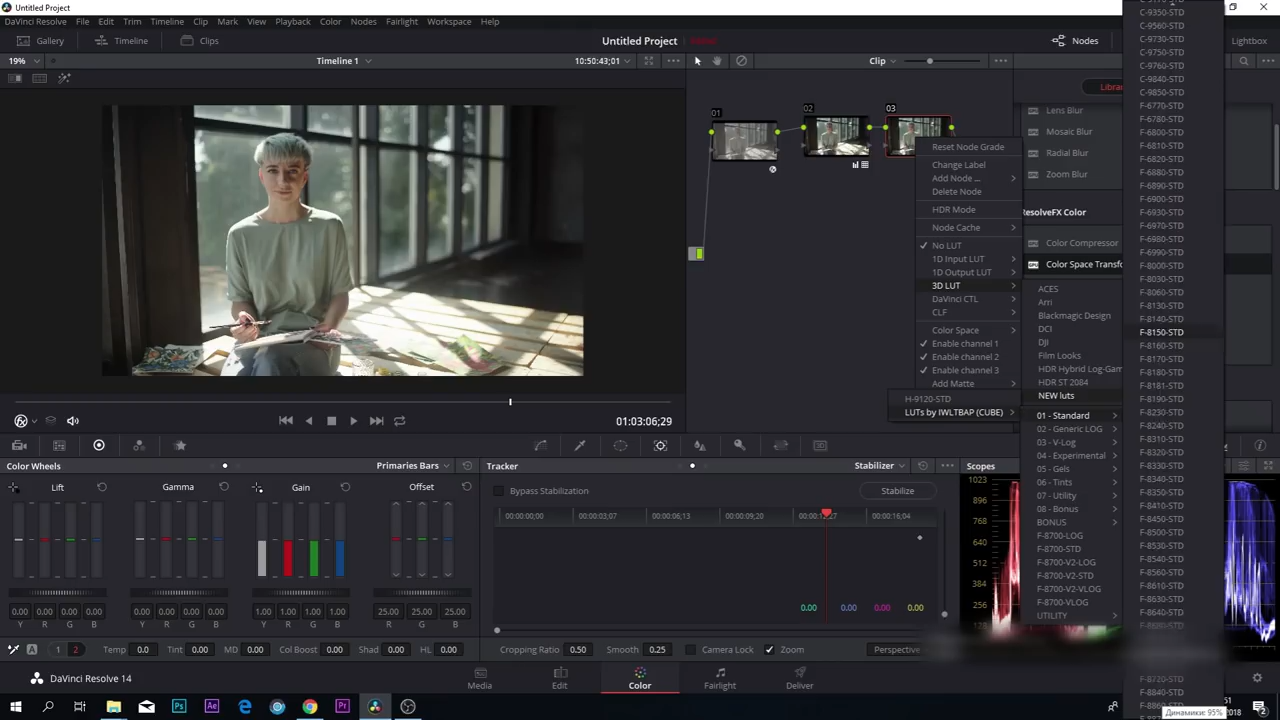 Untitled Project
DaVinci Resolve File Edit Trim Timeline Clip Mark View Playback Color Nodes Fairlight Workspace Help
Gallery Timeline Clips Untitled Project Nodes Lightbox
19% Timeline 1 10:50:43;01 Clip
01 02 03
Librar
Lens Blur
Mosaic Blur
Radial Blur
Zoom Blur
ResolveFX Color
Color Compressor
Color Space Transfo
Reset Node Grade
Change Label
Add Node ...
Delete Node
HDR Mode
Node Cache
No LUT
1D Input LUT
1D Output LUT
3D LUT
DaVinci CTL
CLF
Color Space
Enable channel 1
Enable channel 2
Enable channel 3
Add Matte
ACES
Arri
Blackmagic Design
DCI
DJI
Film Looks
HDR Hybrid Log-Gam
HDR ST 2084
NEW luts
H-9120-STD
LUTs by IWLTBAP (CUBE)
01 - Standard
02 - Generic LOG
03 - V-Log
04 - Experimental
05 - Gels
06 - Tints
07 - Utility
08 - Bonus
BONUS
F-8700-LOG
F-8700-STD
F-8700-V2-LOG
F-8700-V2-STD
F-8700-V2-VLOG
F-8700-VLOG
UTILITY
C-9350-STD
C-9560-STD
C-9730-STD
C-9750-STD
C-9760-STD
C-9840-STD
C-9850-STD
F-6770-STD
F-6780-STD
F-6800-STD
F-6810-STD
F-6820-STD
F-6880-STD
F-6890-STD
F-6900-STD
F-6930-STD
F-6970-STD
F-6980-STD
F-6990-STD
F-8000-STD
F-8030-STD
F-8060-STD
F-8130-STD
F-8140-STD
F-8150-STD
F-8160-STD
F-8170-STD
F-8180-STD
F-8181-STD
F-8190-STD
F-8230-STD
F-8240-STD
F-8310-STD
F-8320-STD
F-8330-STD
F-8340-STD
F-8350-STD
F-8410-STD
F-8450-STD
F-8500-STD
F-8530-STD
F-8540-STD
F-8560-STD
F-8610-STD
F-8630-STD
F-8640-STD
F-8680-STD
F-8720-STD
F-8840-STD
01:03:06;29
Color Wheels Primaries Bars Tracker Stabilizer Scopes
Lift Gamma Gain Offset
0.00 0.00 0.00 0.00 0.00 0.00 0.00 0.00 1.00 1.00 1.00 1.00 25.00 25.00 25.00
Y R G B Y R G B Y R G B R G B
1 2 Temp 0.0 Tint 0.00 MD 0.00 Col Boost 0.00 Shad 0.00 HL 0.00
Bypass Stabilization Stabilize
00:00:00;00 00:00:03;07 00:00:06;13 00:00:09;20 00:00:12;27 00:00:16;04
0.00 0.00 0.00 0.00
Cropping Ratio 0.50 Smooth 0.25 Camera Lock Zoom Perspective
1023
896
768
640
512
384
256
DaVinci Resolve 14 Media Edit Color Fairlight Deliver
Динамики: 95%
2018